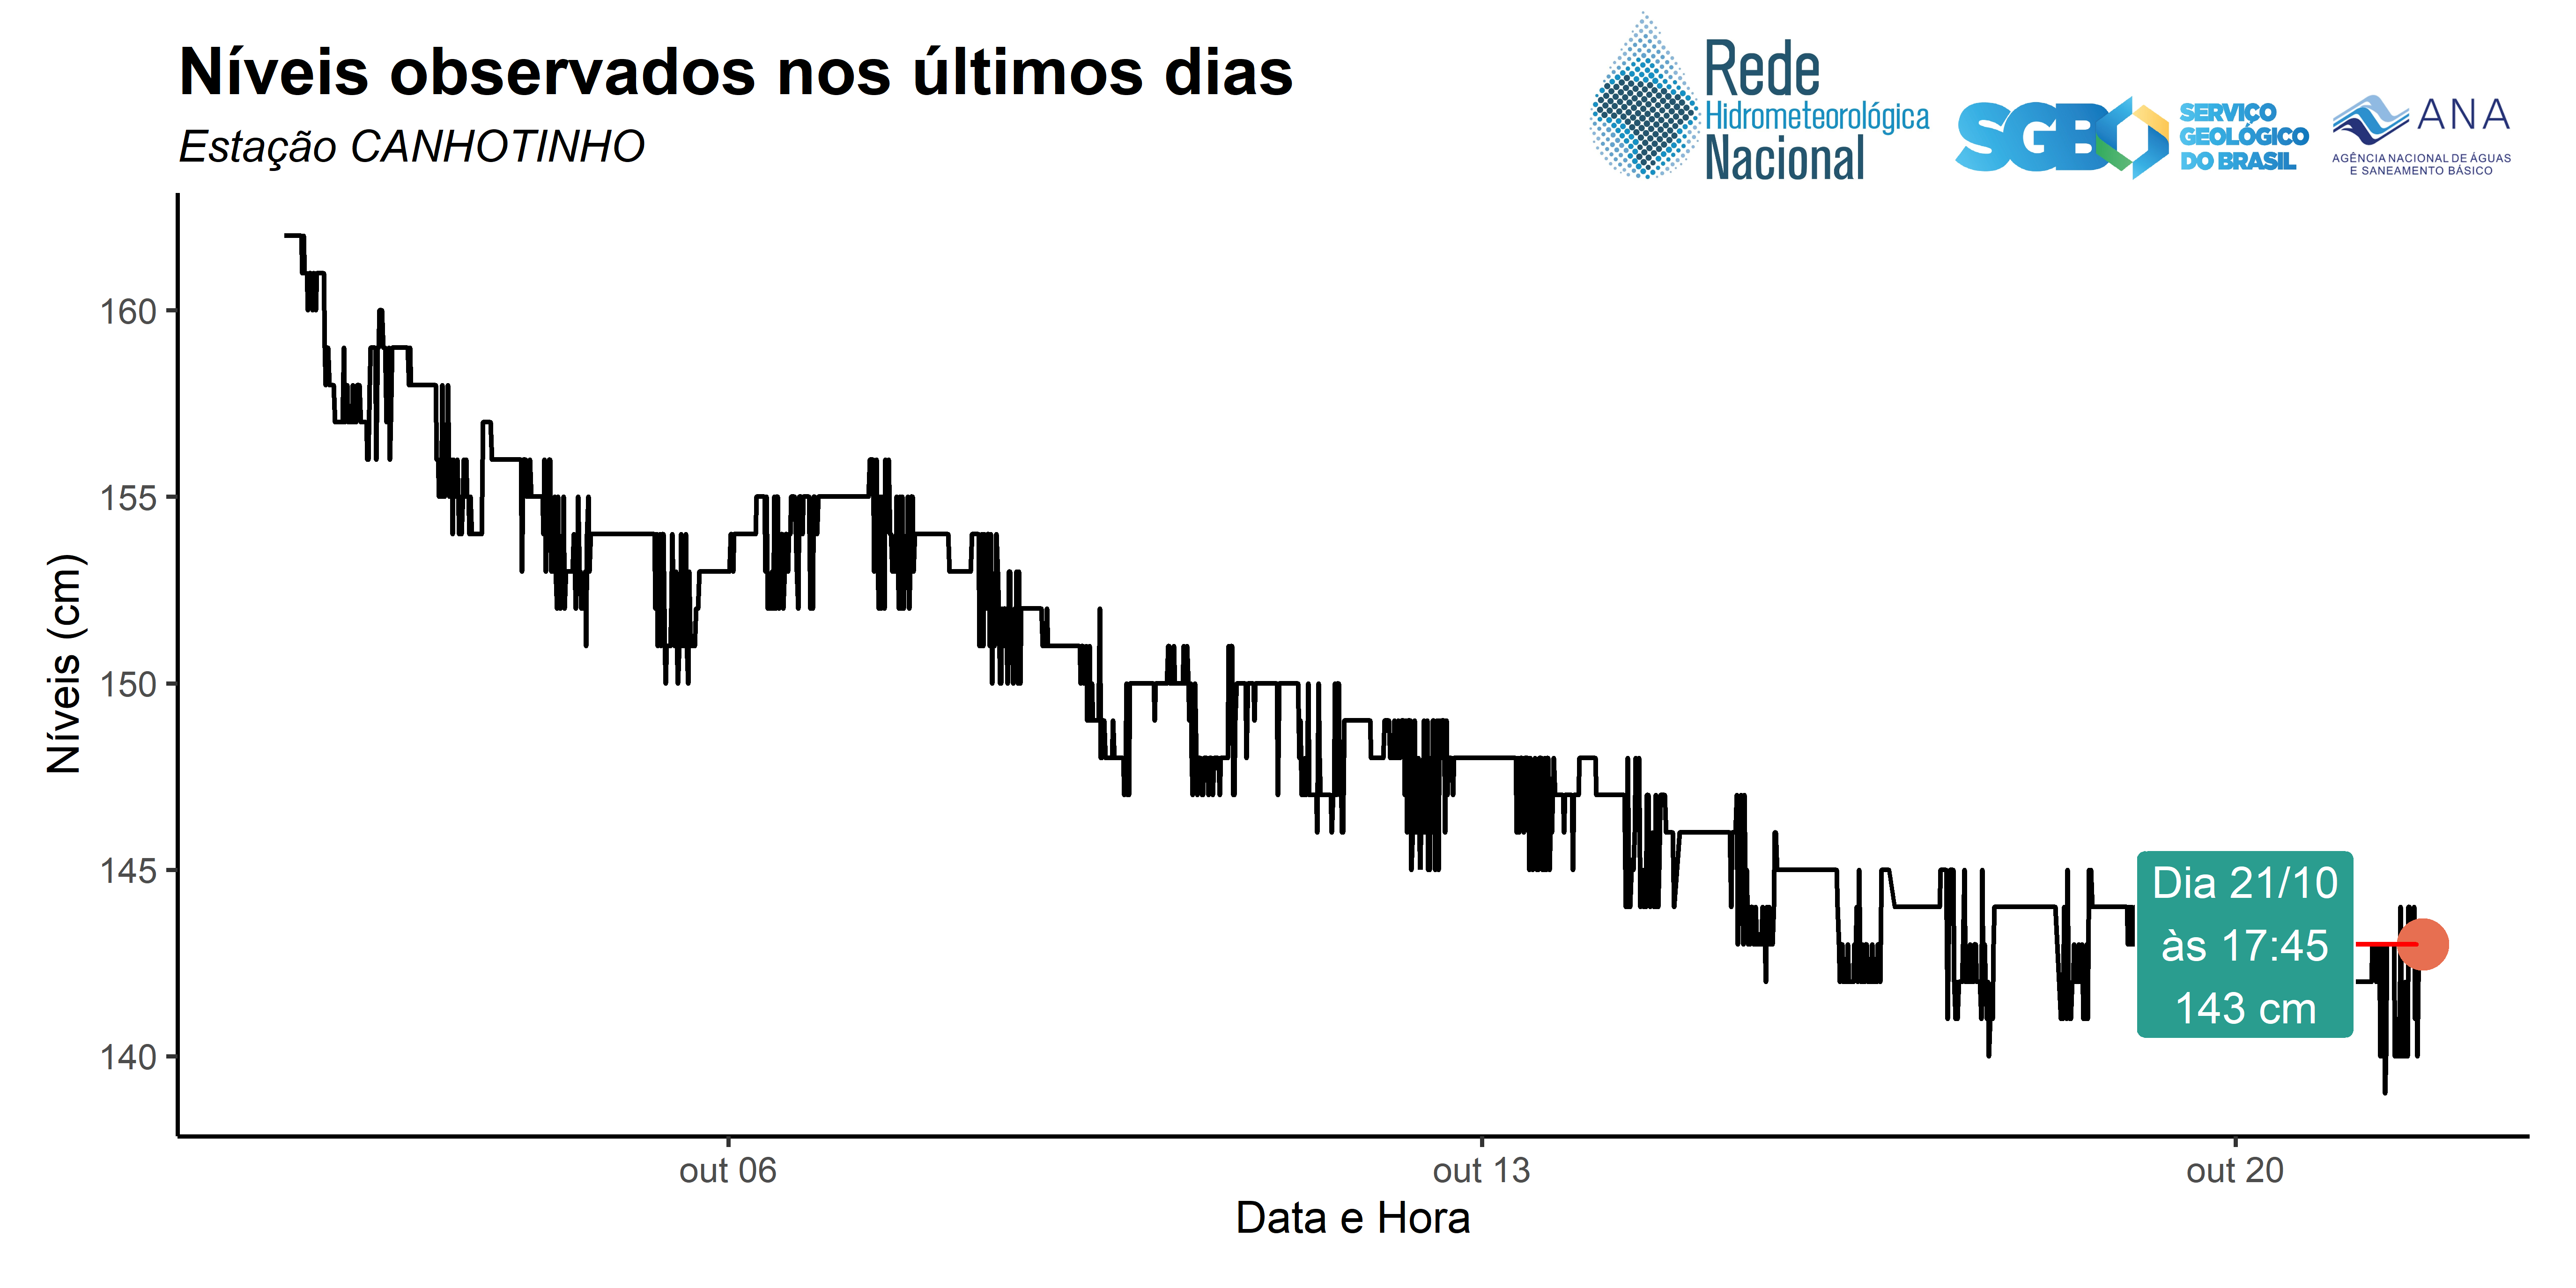 Níveis observados nos últimos dias
Estação CANHOTINHO
Rede
Hidrometeorológica
Nacional
SGB
SERVIÇO
GEOLÓGICO
DO BRASIL
ANA
AGÊNCIA NACIONAL DE ÁGUAS
E SANEAMENTO BÁSICO
Níveis (cm)
160
155
150
145
140
Dia 21/10
às 17:45
143 cm
out 06
out 13
out 20
Data e Hora